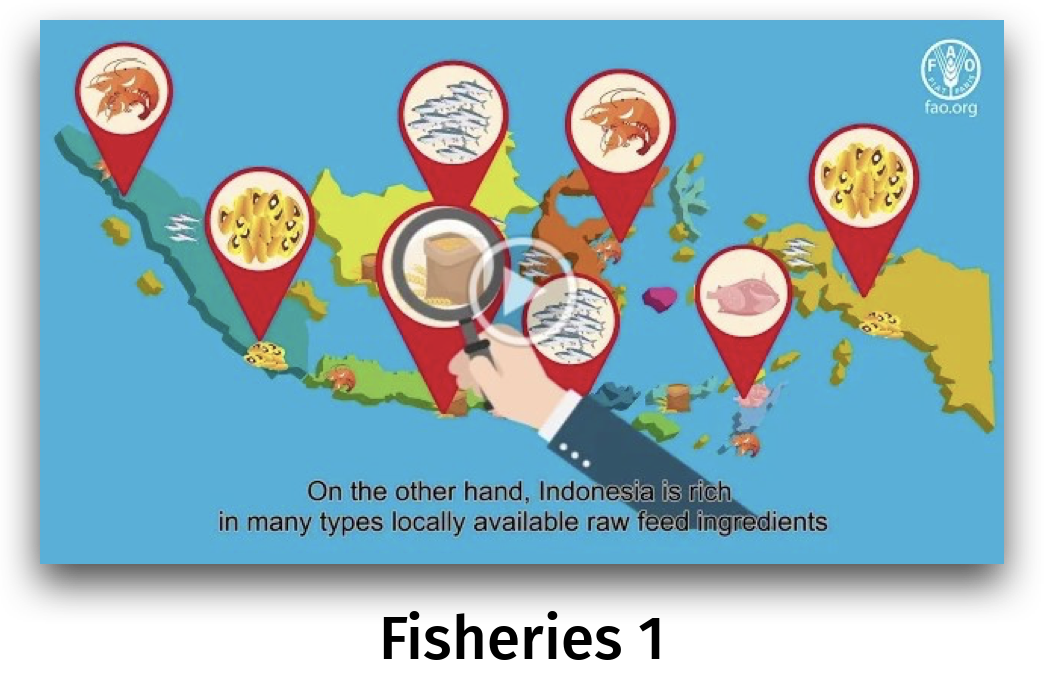 FAO
FIAT PANIS
fao.org
On the other hand, Indonesia is rich
in many types locally available raw feed ingredients
Fisheries 1